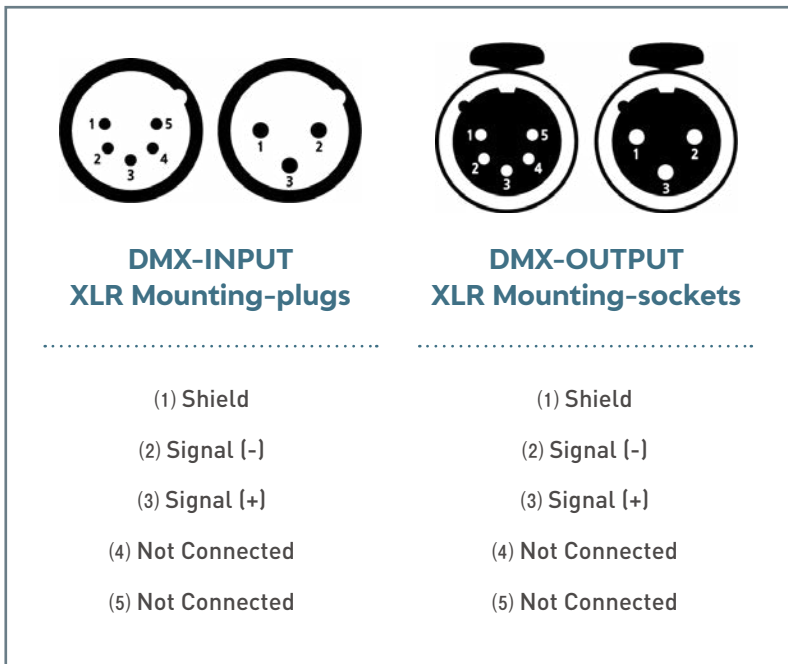 1 5
2 4
3
1 2
3
1 5
2 4
3
1 2
3
DMX-INPUT
XLR Mounting-plugs
(1) Shield
(2) Signal (-)
(3) Signal (+)
(4) Not Connected
(5) Not Connected
DMX-OUTPUT
XLR Mounting-sockets
(1) Shield
(2) Signal (-)
(3) Signal (+)
(4) Not Connected
(5) Not Connected